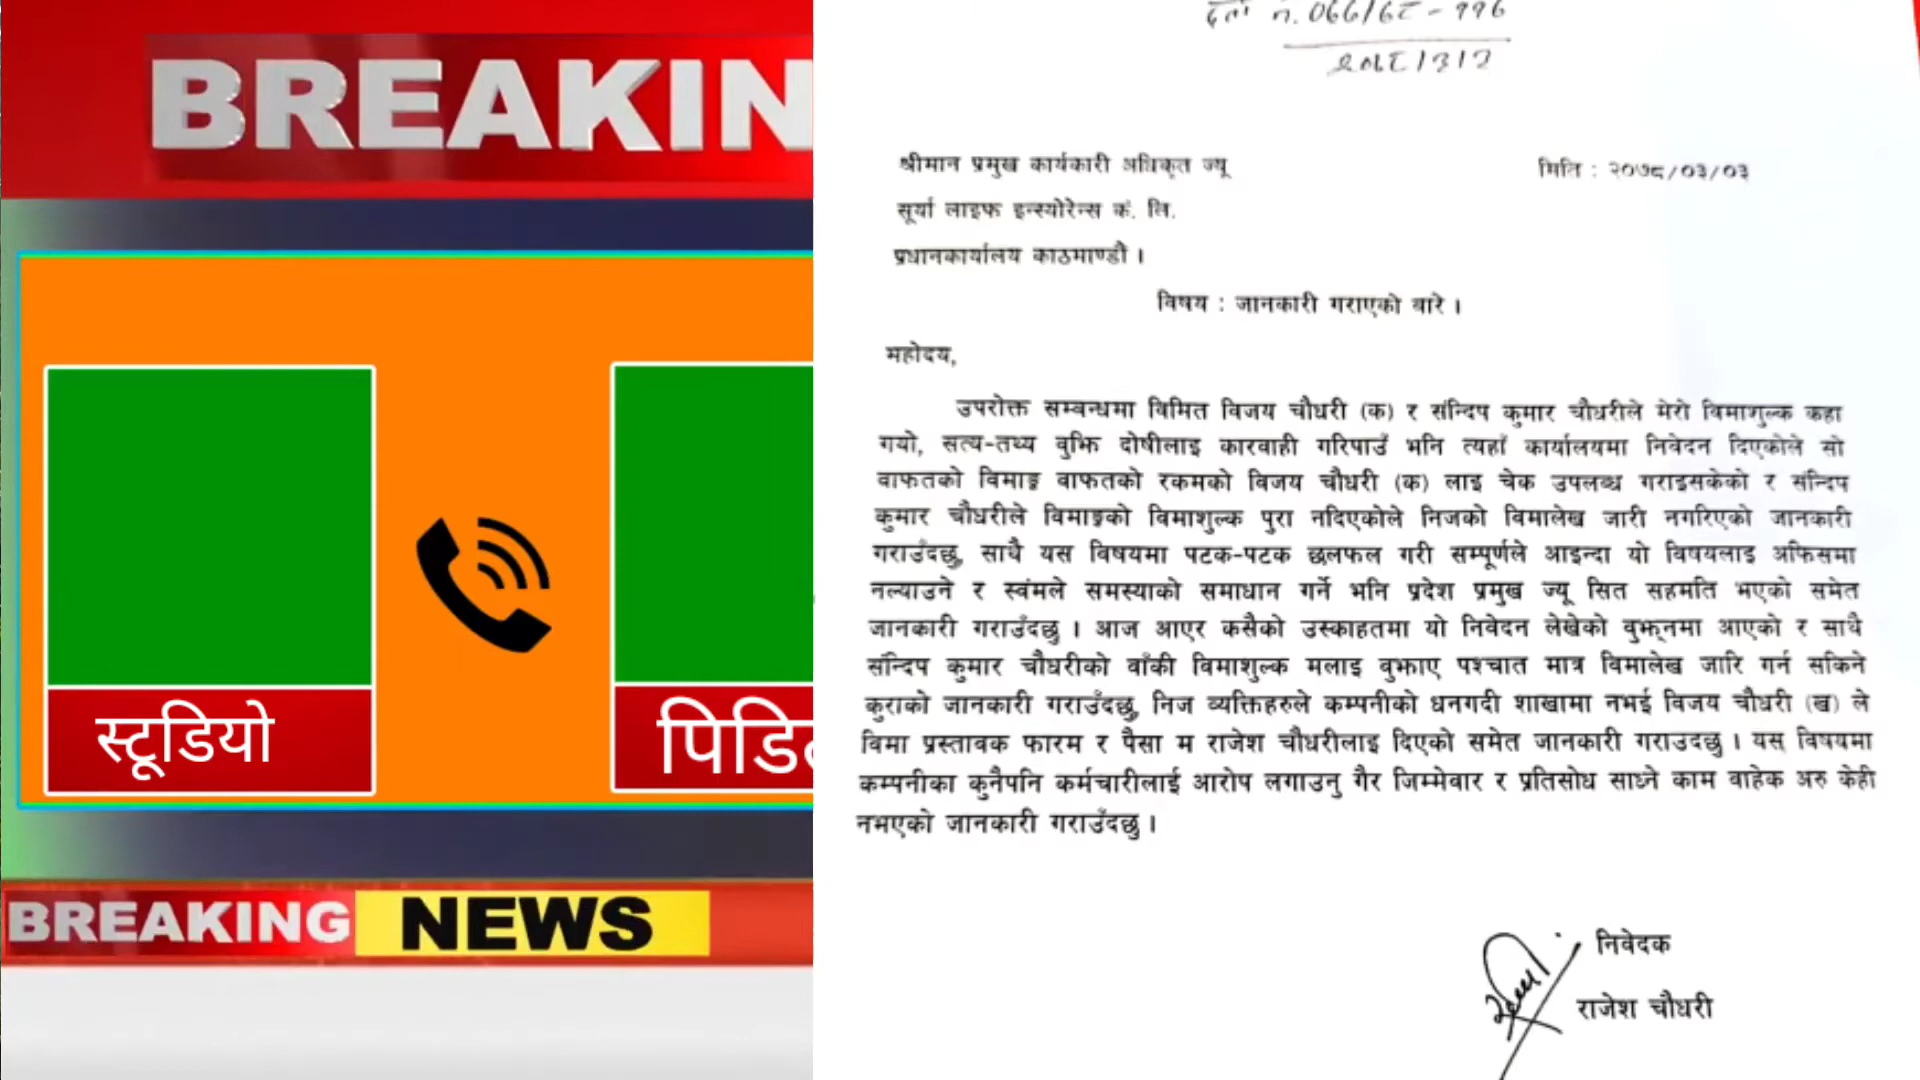 BREAKIN
स्टूडियो
पिडि
BREAKING NEWS
२०७८।३।३
श्रीमान प्रमुख कार्यकारी अधिकृत ज्यू
मिति : २०७८/०३/०३
सूर्या लाइफ इन्स्योरेन्स कं. लि.
प्रधानकार्यालय काठमाण्डौ ।
विषय : जानकारी गराएको बारे ।
महोदय,
उपरोक्त सम्बन्धमा विमित विजय चौधरी (क) र सन्दिप कुमार चौधरीले मेरो विमाशुल्क कहा
गयो, सत्य-तथ्य वुझि दोषीलाइ कारवाही गरिपाउँ भनि त्यहाँ कार्यालयमा निवेदन दिएकोले सो
वाफतको विमाङ्क वाफतको रकमको विजय चौधरी (क) लाइ चेक उपलब्ध गराइसकेको र सन्दिप
कुमार चौधरीले विमाङ्कको विमाशुल्क पुरा नदिएकोले निजको विमालेख जारी नगरिएको जानकारी
गराउँदछु, साथै यस विषयमा पटक-पटक छलफल गरी सम्पूर्णले आइन्दा यो विषयलाइ अफिसमा
नल्याउने र स्वंमले समस्याको समाधान गर्ने भनि प्रदेश प्रमुख ज्यू सित सहमति भएको समेत
जानकारी गराउँदछु । आज आएर कसैको उस्काहतमा यो निवेदन लेखेको वुझ्नमा आएको र साथै
सन्दिप कुमार चौधरीको वाँकी विमाशुल्क मलाइ वुझाए पश्चात मात्र विमालेख जारि गर्न सकिने
कुराको जानकारी गराउँदछु, निज व्यक्तिहरुले कम्पनीको धनगदी शाखामा नभई विजय चौधरी (ख) ले
विमा प्रस्तावक फारम र पैसा म राजेश चौधरीलाइ दिएको समेत जानकारी गराउदछु । यस विषयमा
कम्पनीका कुनैपनि कर्मचारीलाई आरोप लगाउनु गैर जिम्मेवार र प्रतिसोध साध्ने काम वाहेक अरु केही
नभएको जानकारी गराउँदछु ।
निवेदक
राजेश चौधरी